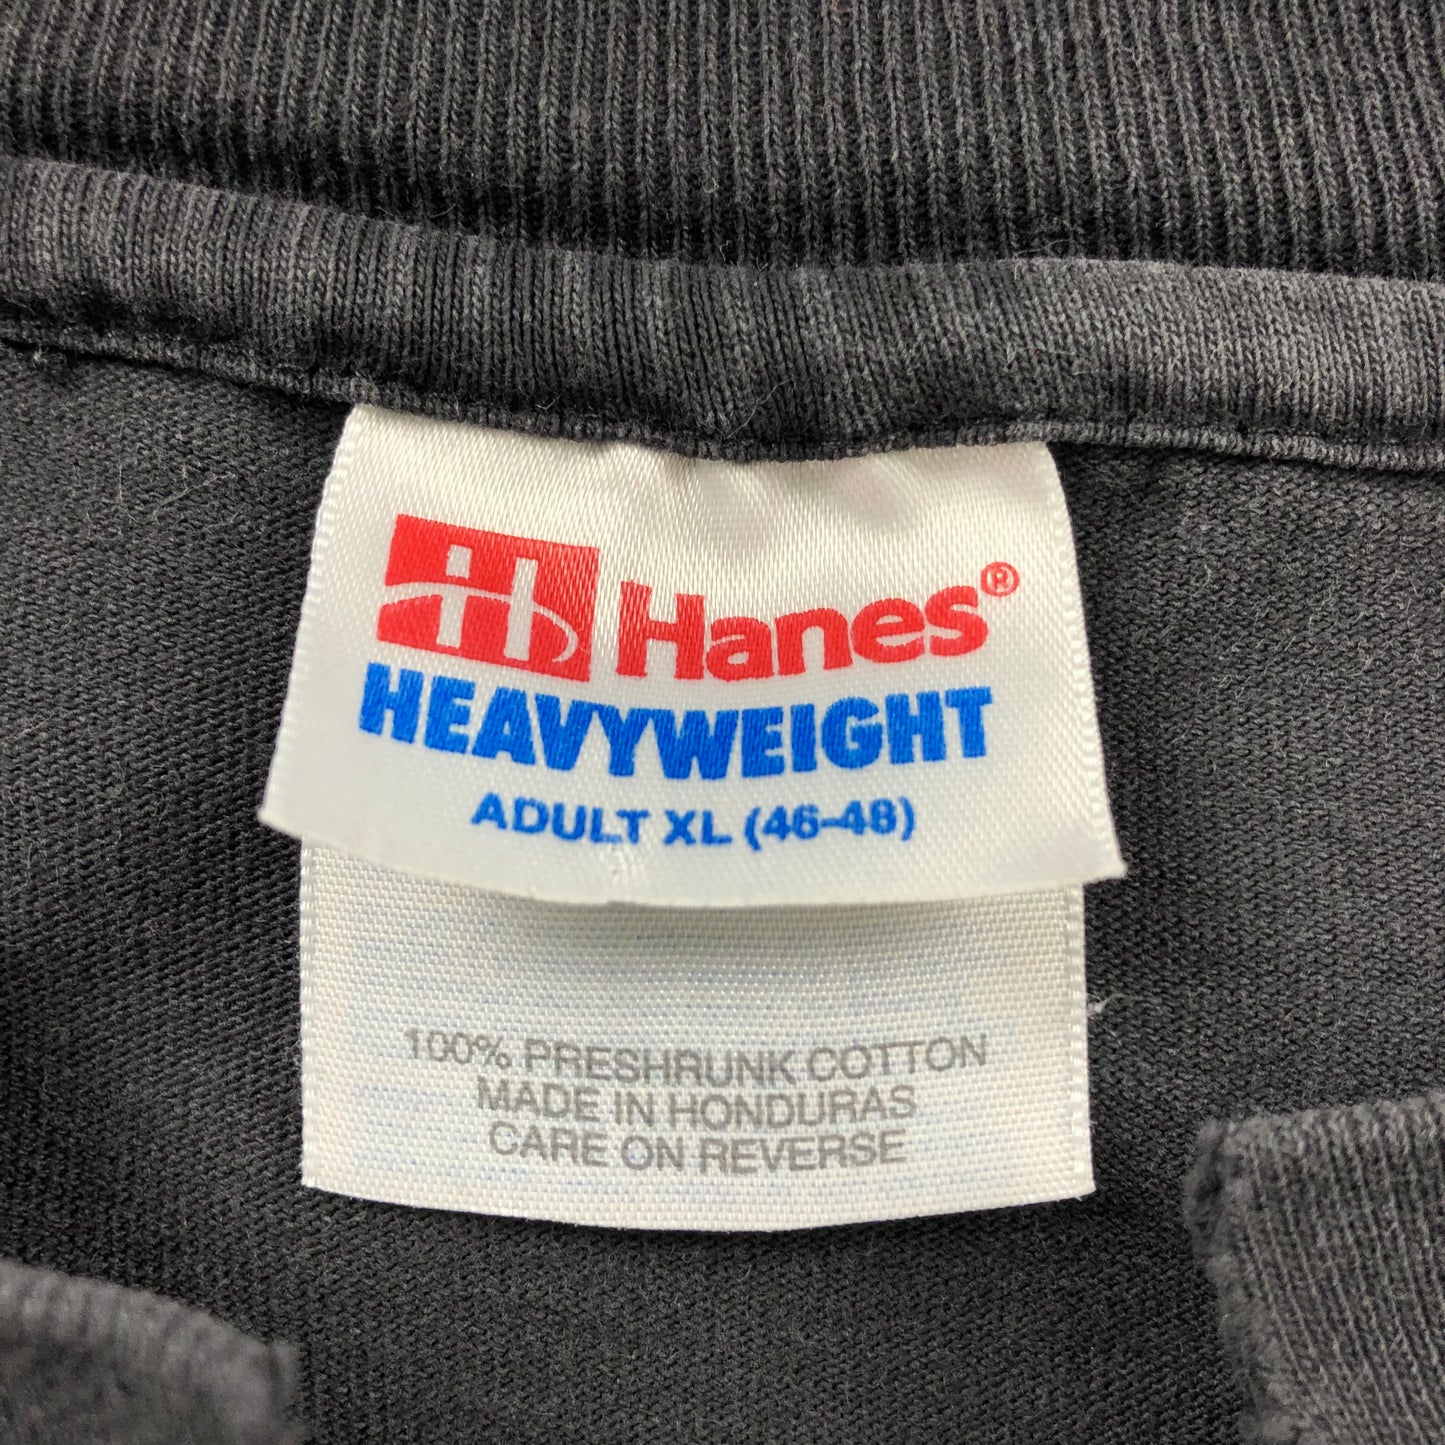 Hanes®
HEAVYWEIGHT
ADULT XL (46-48)
100% PRESHRUNK COTTON
MADE IN HONDURAS
CARE ON REVERSE